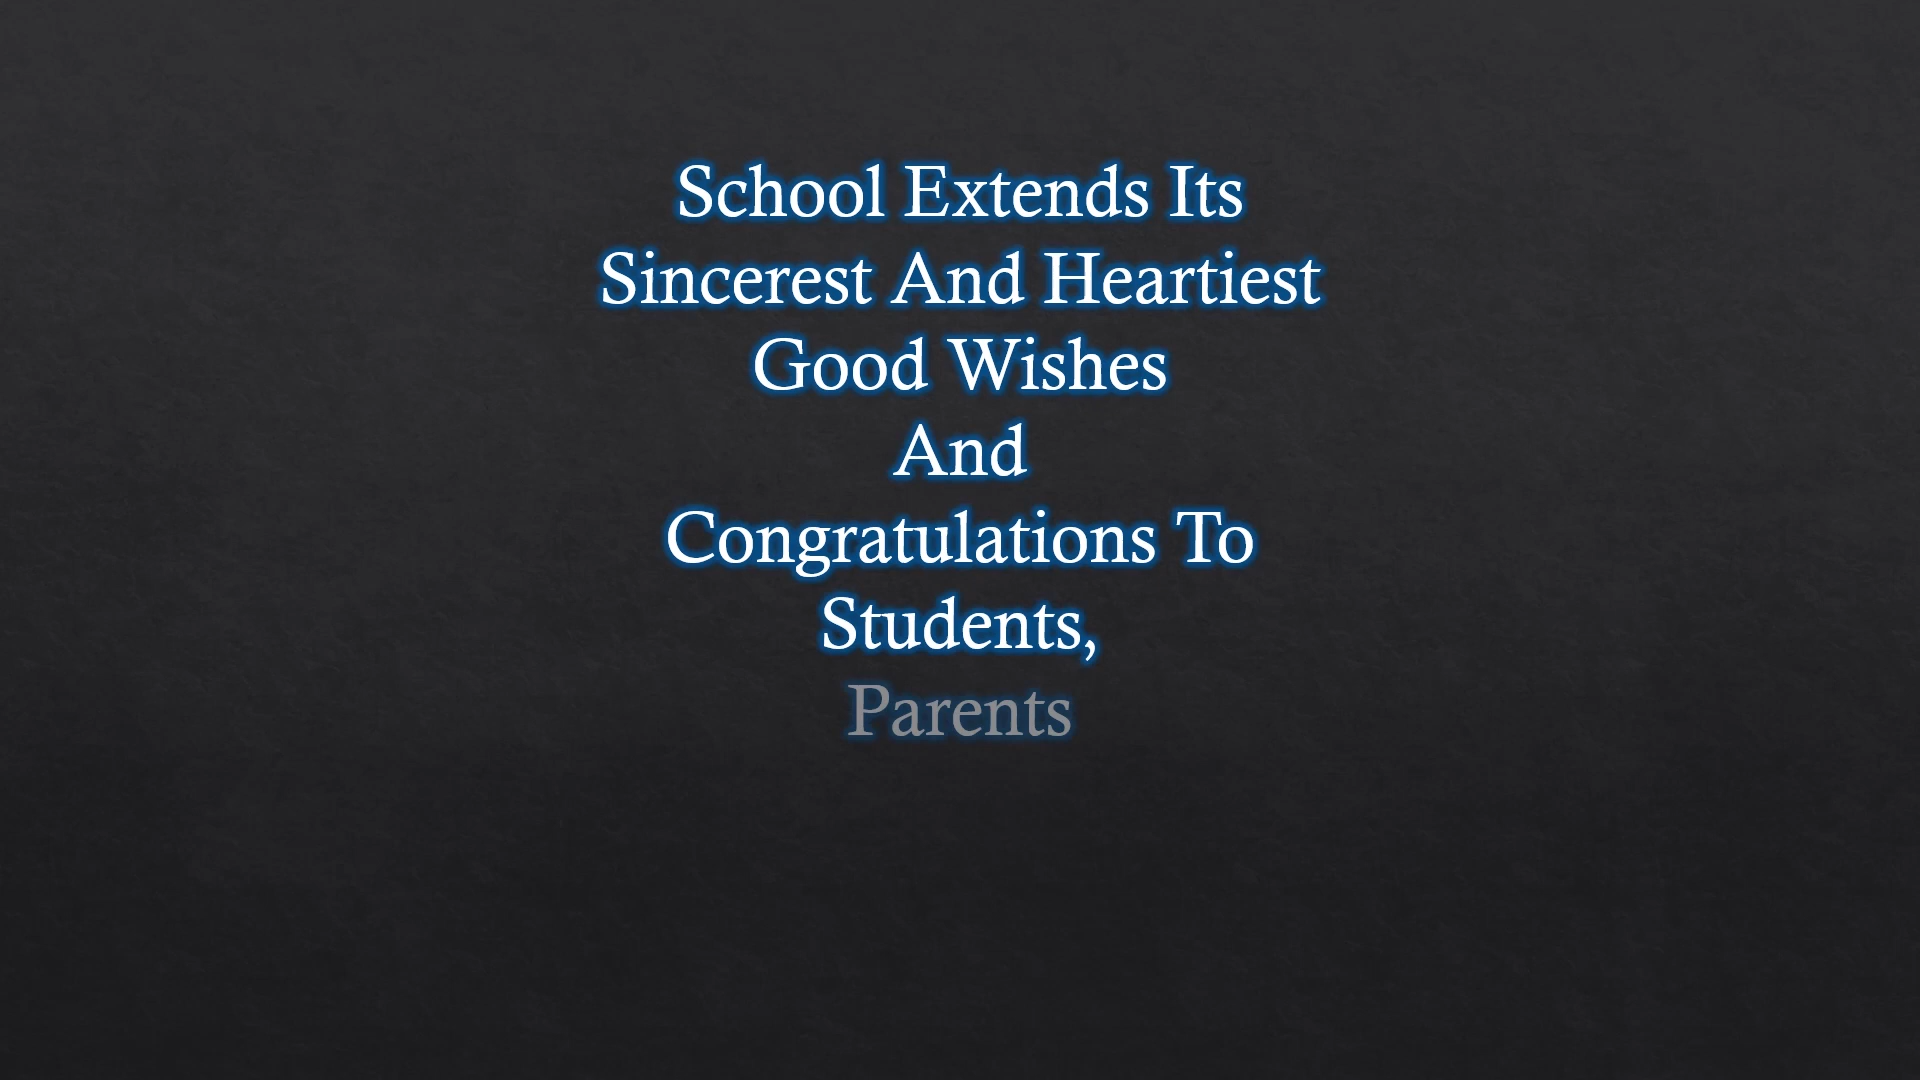 School Extends Its
Sincerest And Heartiest
Good Wishes
And
Congratulations To
Students,
Parents